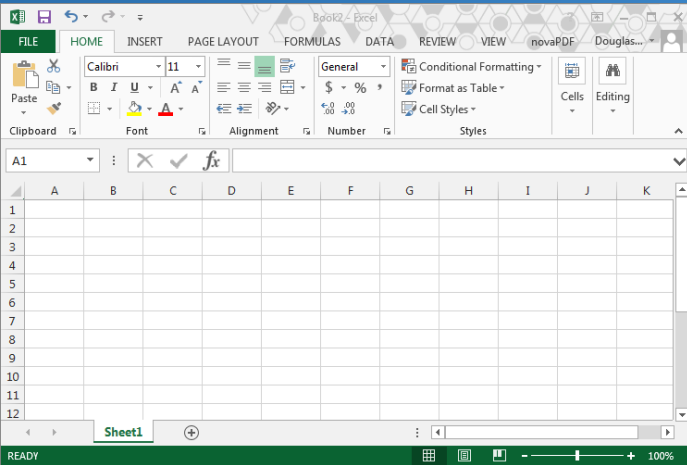 Book2 - Excel
FILE HOME INSERT PAGE LAYOUT FORMULAS DATA REVIEW VIEW novaPDF Douglas...
Calibri 11 General Conditional Formatting
Paste B I U A A $ % , Format as Table Cells Editing
A .00 .00 Cell Styles
Clipboard Font Alignment Number Styles
A1 fx
A B C D E F G H I J K
1
2
3
4
5
6
7
8
9
10
11
12
Sheet1
READY 100%